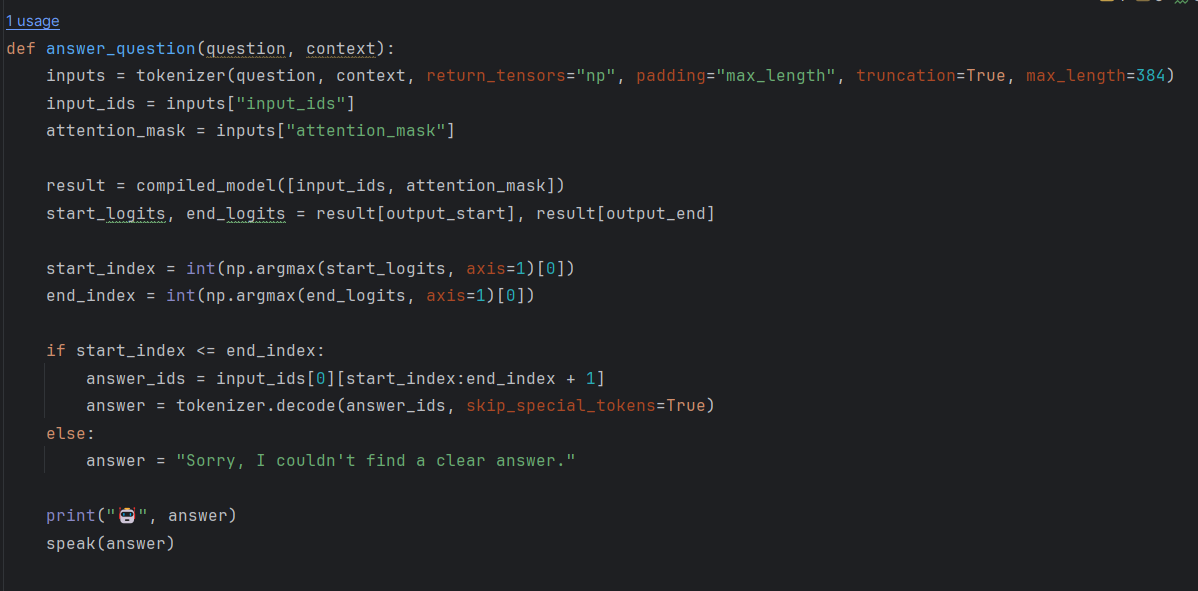 1 usage
def answer_question(question, context):
    inputs = tokenizer(question, context, return_tensors="np", padding="max_length", truncation=True, max_length=384)
    input_ids = inputs["input_ids"]
    attention_mask = inputs["attention_mask"]

    result = compiled_model([input_ids, attention_mask])
    start_logits, end_logits = result[output_start], result[output_end]

    start_index = int(np.argmax(start_logits, axis=1)[0])
    end_index = int(np.argmax(end_logits, axis=1)[0])

    if start_index <= end_index:
        answer_ids = input_ids[0][start_index:end_index + 1]
        answer = tokenizer.decode(answer_ids, skip_special_tokens=True)
    else:
        answer = "Sorry, I couldn't find a clear answer."

    print("🤖", answer)
    speak(answer)